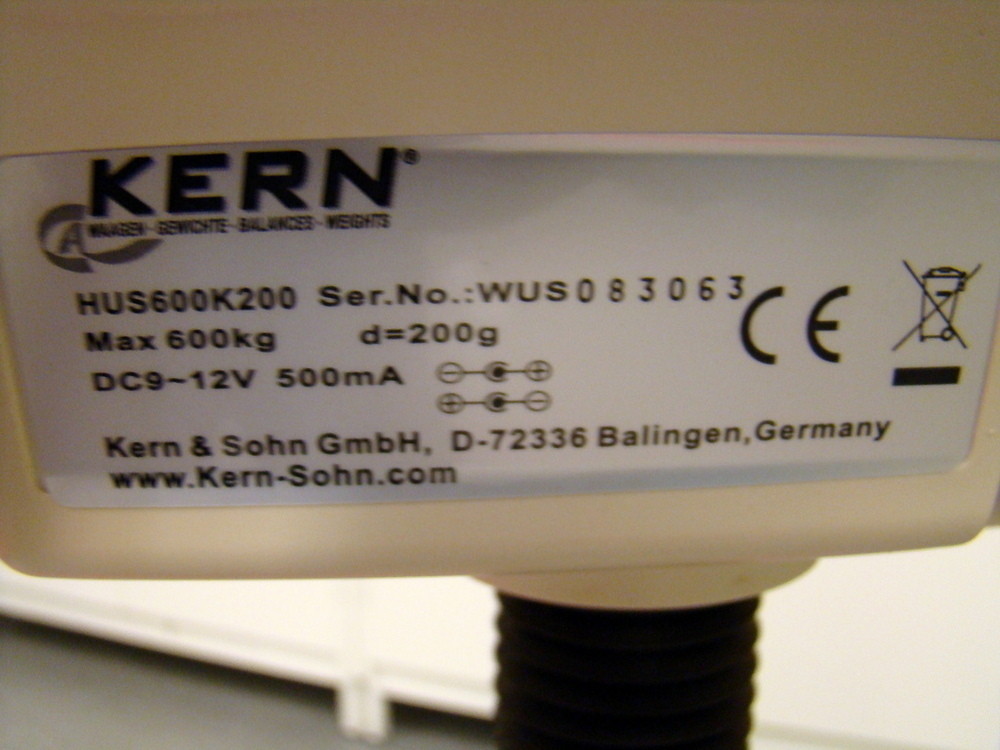 KERN®
WAAGEN - GEWICHTE - BALANCES - WEIGHTS
HUS600K200 Ser.No.:WUS083063
Max 600kg d=200g
DC9~12V 500mA
CE
Kern & Sohn GmbH, D-72336 Balingen,Germany
www.Kern-Sohn.com